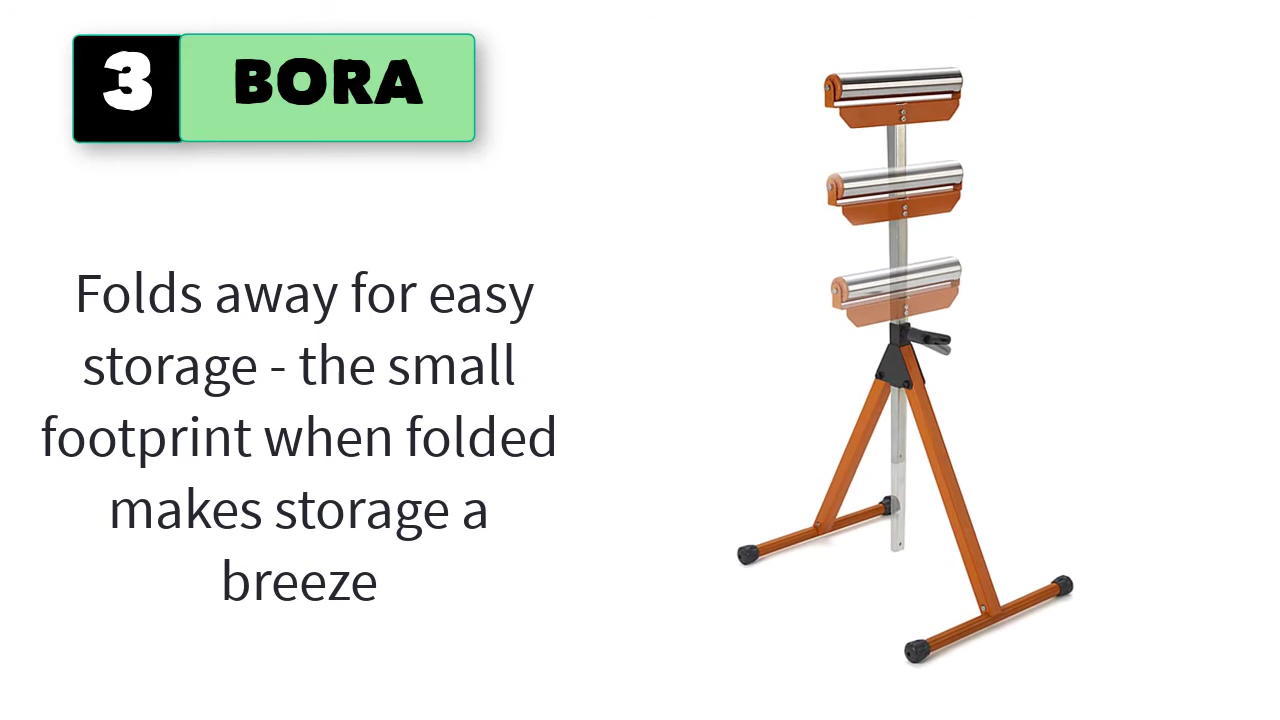 3 BORA
Folds away for easy
storage - the small
footprint when folded
makes storage a
breeze